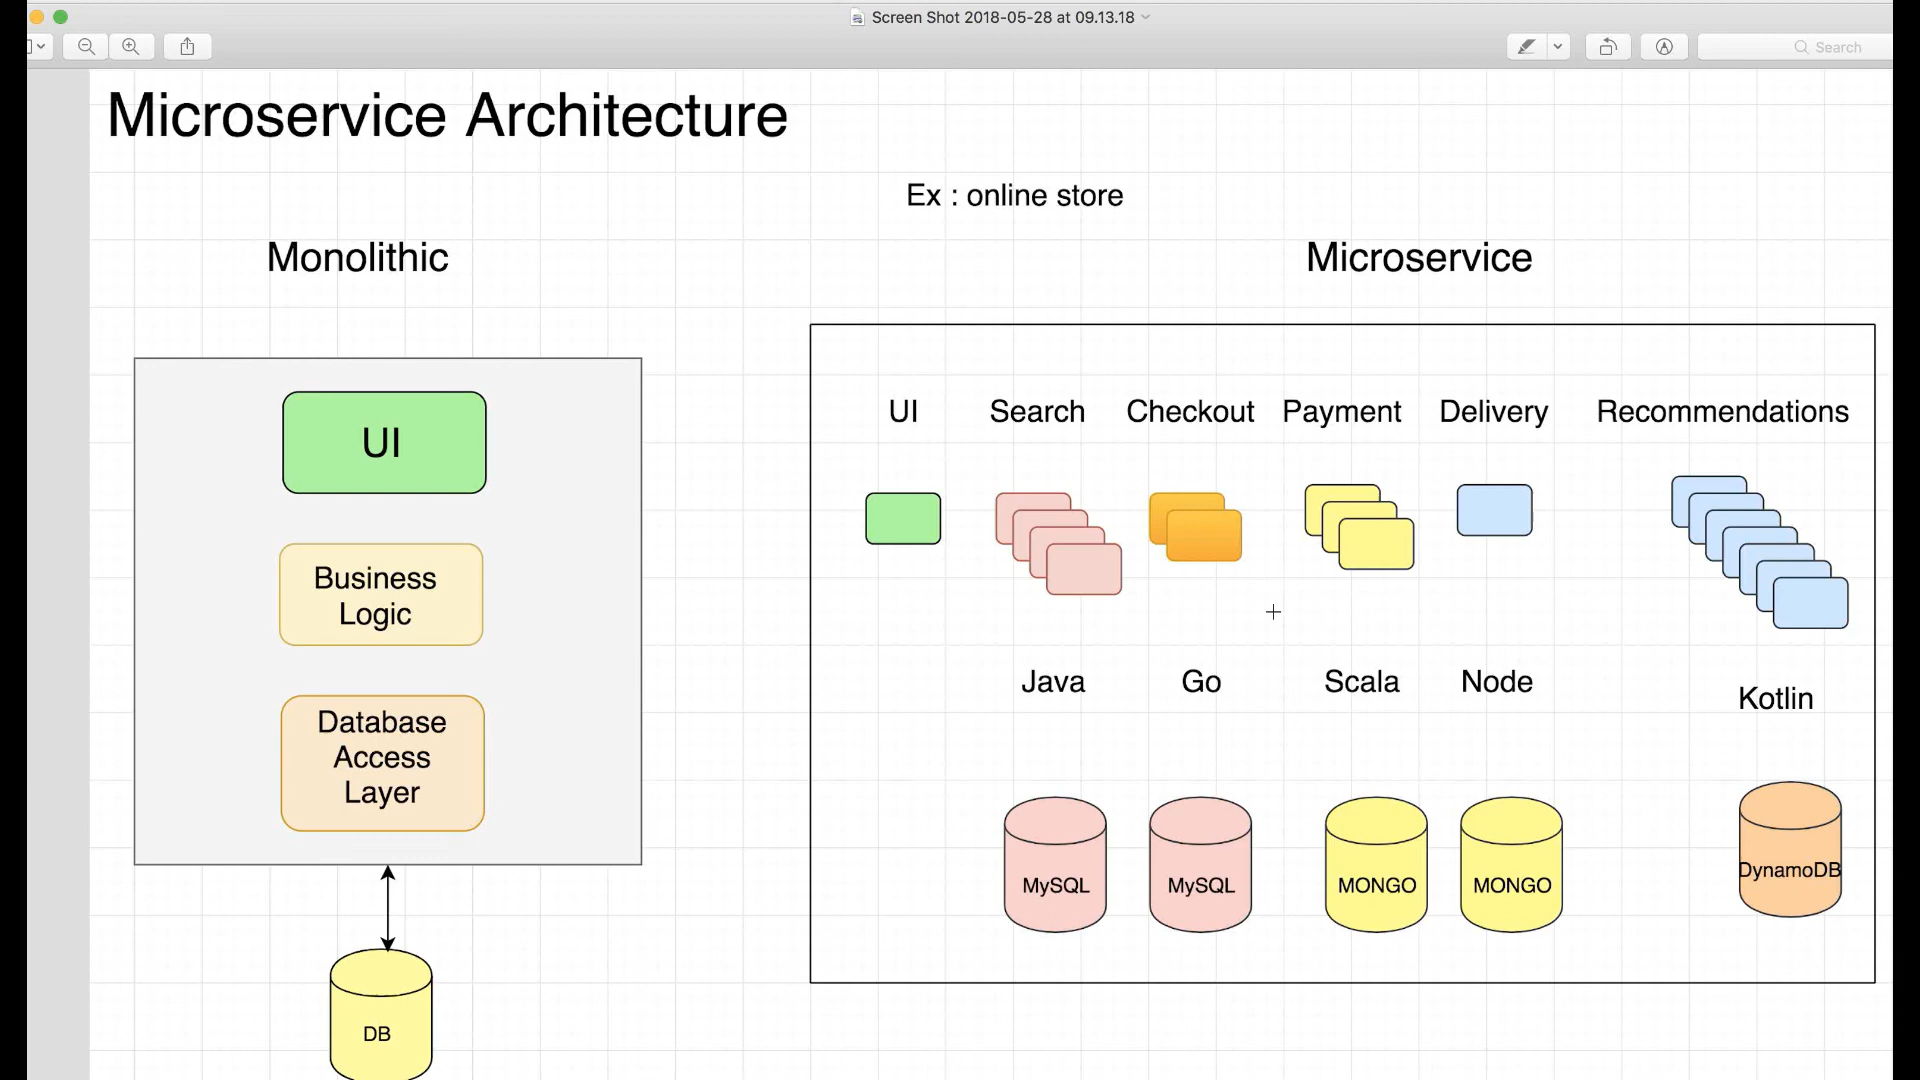 Screen Shot 2018-05-28 at 09.13.18
Search
Microservice Architecture
Ex : online store
Monolithic
Microservice
UI
Business
Logic
Database
Access
Layer
DB
UI Search Checkout Payment Delivery Recommendations
Java Go Scala Node Kotlin
MySQL MySQL MONGO MONGO DynamoDB